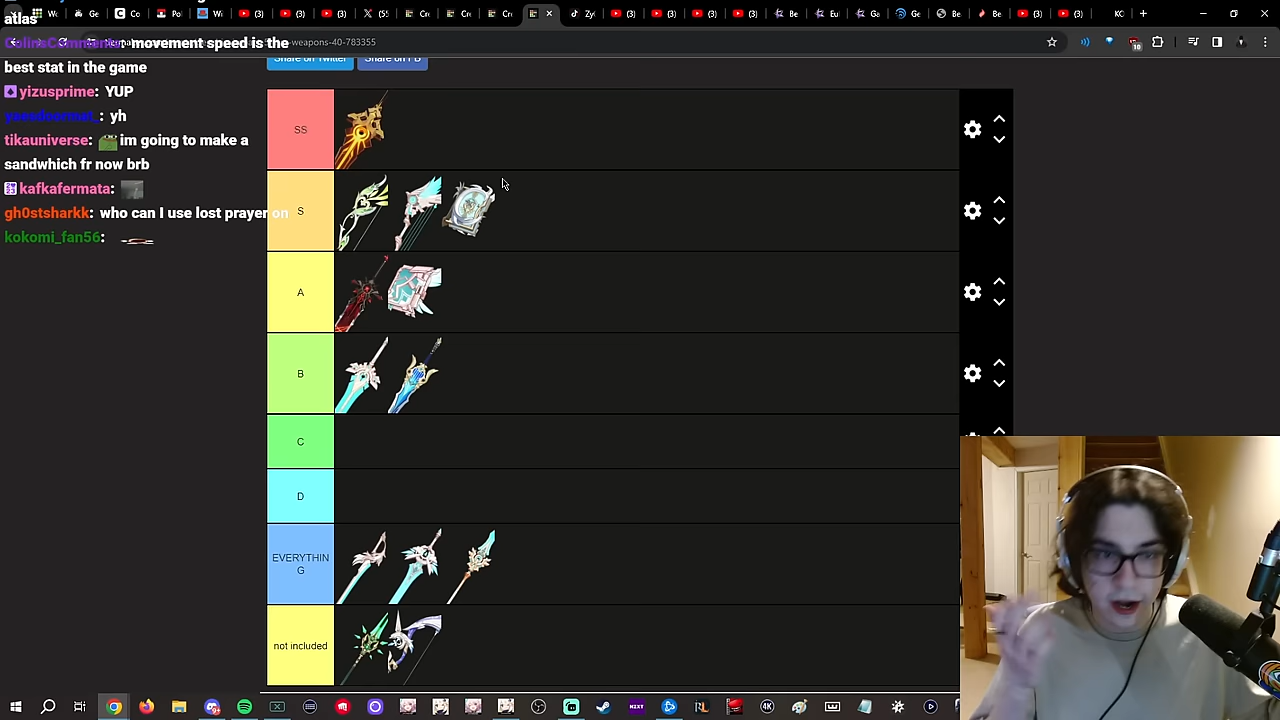 atlas
ColinsComments: movement speed is the
best stat in the game
yizusprime: YUP
: yh
tikauniverse: im going to make a
sandwhich fr now brb
kafkafermata:
gh0stsharkk: who can I use lost prayer on
kokomi_fan56:
-weapons-40-783355
Share on Twitter
Share on FB
SS
S
A
B
C
D
EVERYTHIN
G
not included